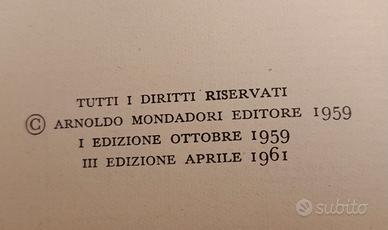 TUTTI I DIRITTI RISERVATI
© ARNOLDO MONDADORI EDITORE 1959
I EDIZIONE OTTOBRE 1959
III EDIZIONE APRILE 1961
subito